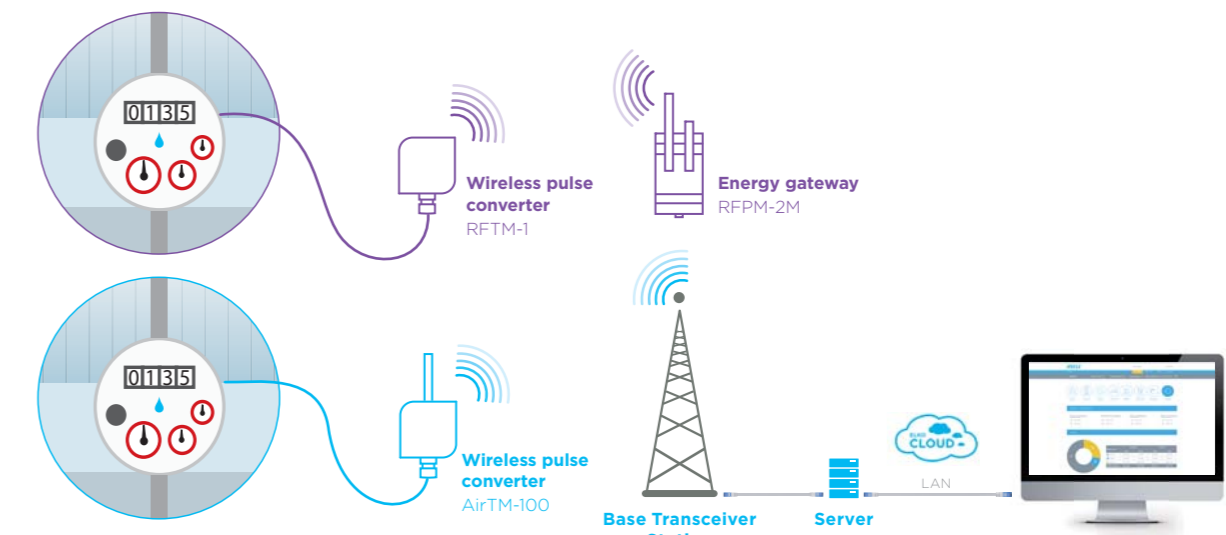 0135
Wireless pulse
converter
RFTM-1
Energy gateway
RFPM-2M
0135
Wireless pulse
converter
AirTM-100
Base Transceiver
Server
ELKO
CLOUD
LAN